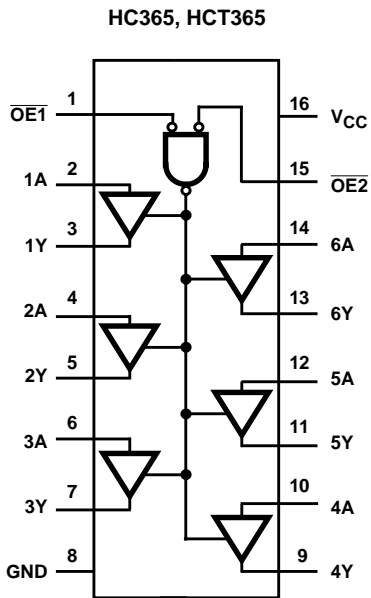 HC365, HCT365
OE1 1
16 VCC
1A 2
15 OE2
1Y 3
14 6A
2A 4
13 6Y
2Y 5
12 5A
3A 6
11 5Y
3Y 7
10 4A
GND 8
9 4Y